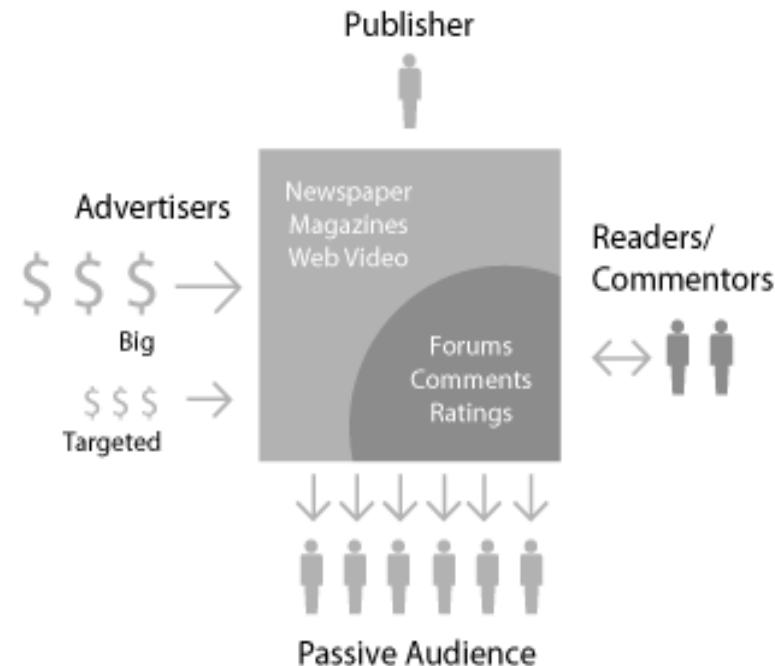 Publisher
Newspaper
Magazines
Web Video
Advertisers
$ $ $
Big
$ $ $
Targeted
Readers/
Commentors
Forums
Comments
Ratings
Passive Audience